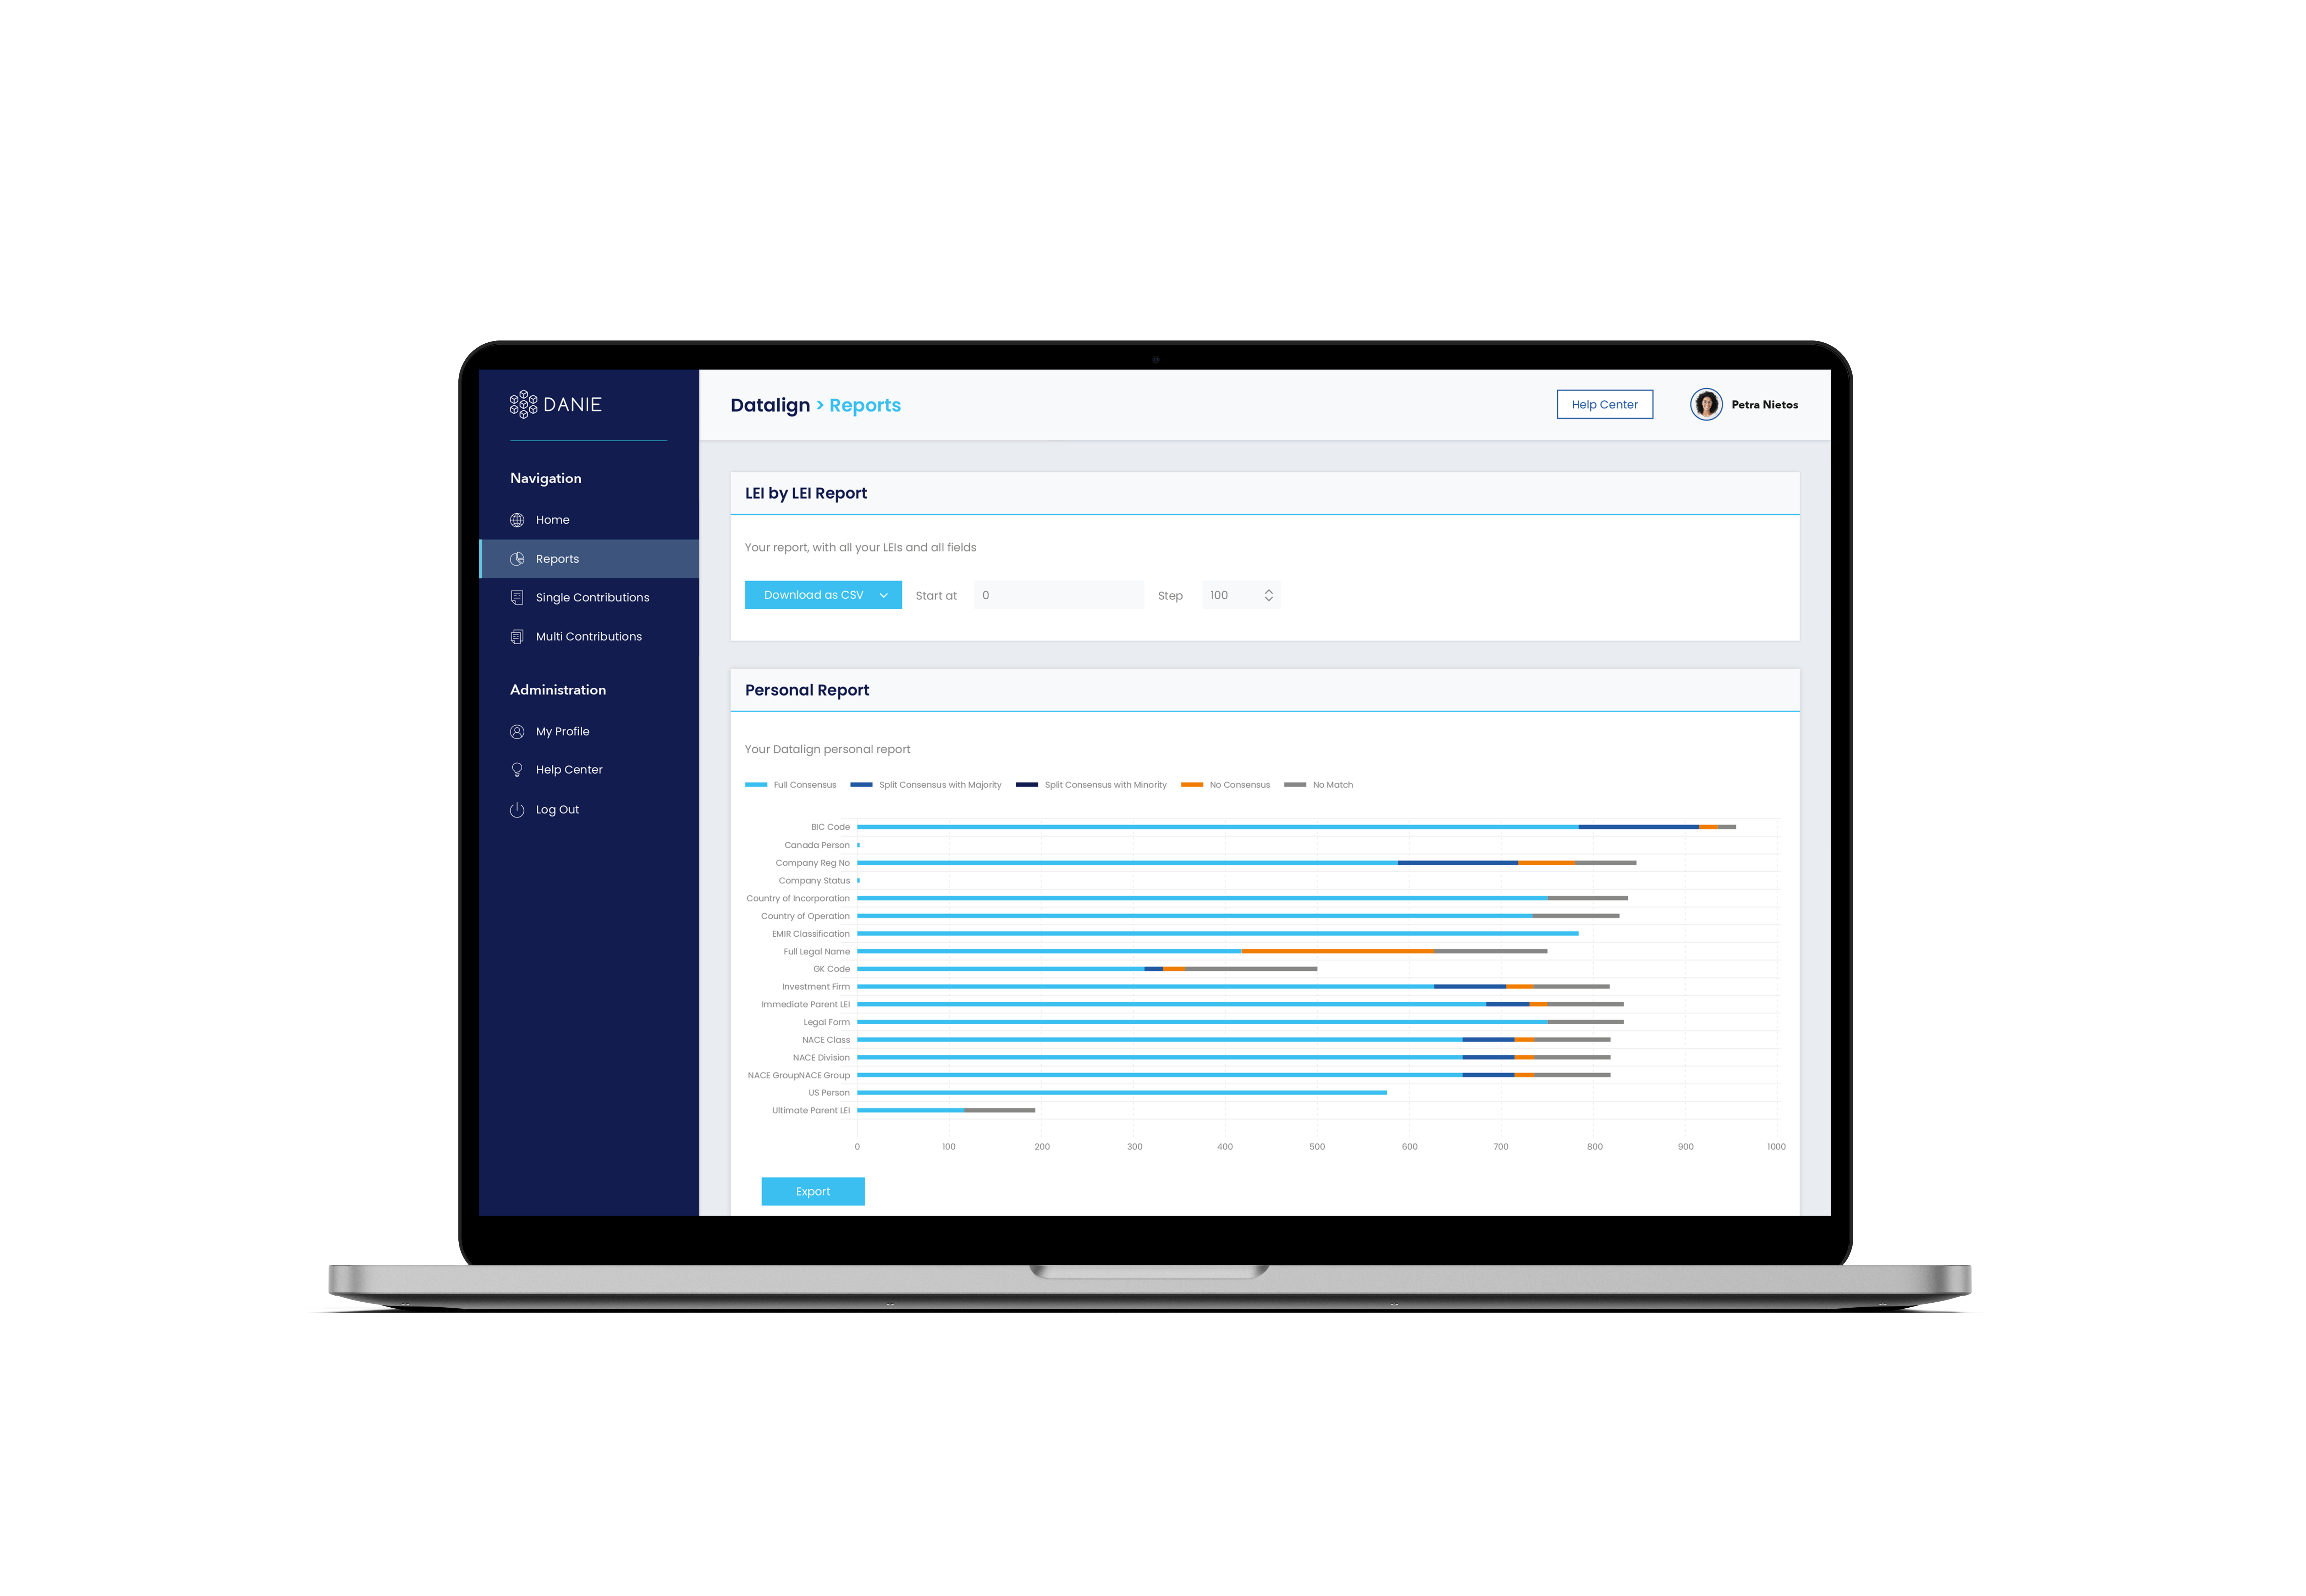 DANIE
Navigation
Home
Reports
Single Contributions
Multi Contributions
Administration
My Profile
Help Center
Log Out
Datalign > Reports
Help Center
Petra Nietos
LEI by LEI Report
Your report, with all your LEIs and all fields
Download as CSV
Start at
0
Step
100
Personal Report
Your Datalign personal report
Full Consensus
Split Consensus with Majority
Split Consensus with Minority
No Consensus
No Match
BIC Code
Canada Person
Company Reg No
Company Status
Country of Incorporation
Country of Operation
EMIR Classification
Full Legal Name
GK Code
Investment Firm
Immediate Parent LEI
Legal Form
NACE Class
NACE Division
NACE GroupNACE Group
US Person
Ultimate Parent LEI
0 100 200 300 400 500 600 700 800 900 1000
Export